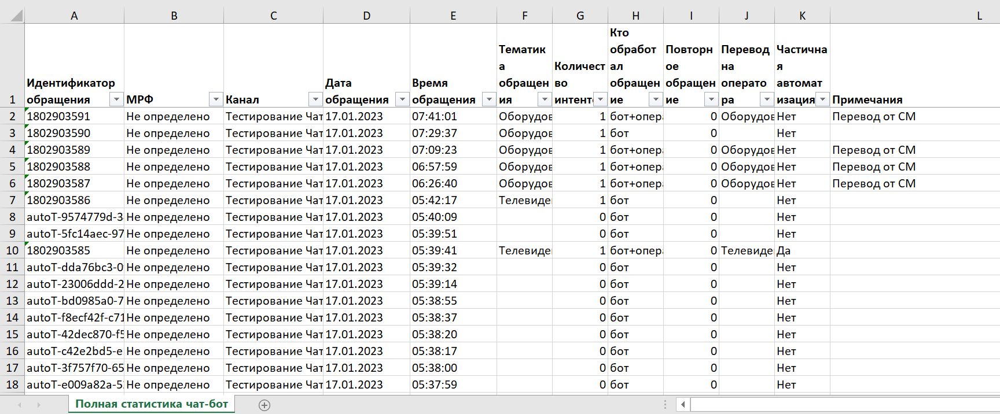 A B C D E F G H I J K L
1 Идентификатор обращения МРФ Канал Дата обращения Время обращения Тематика обращения Количество интент Кто обработал обращение Повторное обращение Перевод на оператора Частичная автоматизация Примечания
2 1802903591 Не определено Тестирование Чат 17.01.2023 07:41:01 Оборудов 1 бот+опера 0 Оборудов Нет Перевод от СМ
3 1802903590 Не определено Тестирование Чат 17.01.2023 07:29:37 Оборудов 1 бот 0 Нет
4 1802903589 Не определено Тестирование Чат 17.01.2023 07:09:23 Оборудов 1 бот+опера 0 Оборудов Нет Перевод от СМ
5 1802903588 Не определено Тестирование Чат 17.01.2023 06:57:59 Оборудов 1 бот+опера 0 Оборудов Нет Перевод от СМ
6 1802903587 Не определено Тестирование Чат 17.01.2023 06:26:40 Оборудов 1 бот+опера 0 Оборудов Нет Перевод от СМ
7 1802903586 Не определено Тестирование Чат 17.01.2023 05:42:17 Телевиде 1 бот 0 Нет
8 autoT-9574779d-3 Не определено Тестирование Чат 17.01.2023 05:40:09 0 бот 0 Нет
9 autoT-5fc14aec-97 Не определено Тестирование Чат 17.01.2023 05:39:51 0 бот 0 Нет
10 1802903585 Не определено Тестирование Чат 17.01.2023 05:39:41 Телевиде 1 бот+опера 0 Телевиде Да
11 autoT-dda76bc3-0 Не определено Тестирование Чат 17.01.2023 05:39:32 0 бот 0 Нет
12 autoT-23006ddd-2 Не определено Тестирование Чат 17.01.2023 05:39:14 0 бот 0 Нет
13 autoT-bd0985a0-7 Не определено Тестирование Чат 17.01.2023 05:38:55 0 бот 0 Нет
14 autoT-f8ecf42f-c71 Не определено Тестирование Чат 17.01.2023 05:38:37 0 бот 0 Нет
15 autoT-42dec870-f5 Не определено Тестирование Чат 17.01.2023 05:38:20 0 бот 0 Нет
16 autoT-c42e2bd5-e Не определено Тестирование Чат 17.01.2023 05:38:17 0 бот 0 Нет
17 autoT-3f757f70-65 Не определено Тестирование Чат 17.01.2023 05:38:00 0 бот 0 Нет
18 autoT-e009a82a-5 Не определено Тестирование Чат 17.01.2023 05:37:59 0 бот 0 Нет
Полная статистика чат-бот